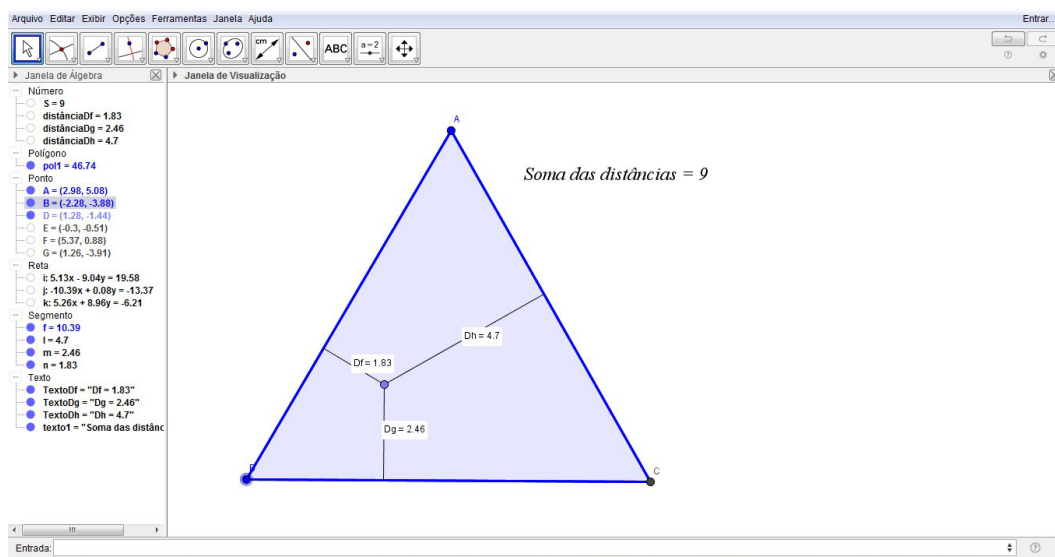 Arquivo Editar Exibir Opções Ferramentas Janela Ajuda
Entrar...
cm
ABC
a=2
Janela de Álgebra
Janela de Visualização
Número
S = 9
distânciaDf = 1.83
distânciaDg = 2.46
distânciaDh = 4.7
Polígono
pol1 = 46.74
Ponto
A = (2.98, 5.08)
B = (-2.28, -3.88)
D = (1.28, -1.44)
E = (-0.3, -0.51)
F = (5.37, 0.88)
G = (1.26, -3.91)
Reta
i: 5.13x - 9.04y = 19.58
j: -10.39x + 0.08y = -13.37
k: 5.26x + 8.96y = -6.21
Segmento
f = 10.39
l = 4.7
m = 2.46
n = 1.83
Texto
TextoDf = "Df = 1.83"
TextoDg = "Dg = 2.46"
TextoDh = "Dh = 4.7"
texto1 = "Soma das distânc
A
Soma das distâncias = 9
Dh = 4.7
Df = 1.83
Dg = 2.46
B
C
Entrada: